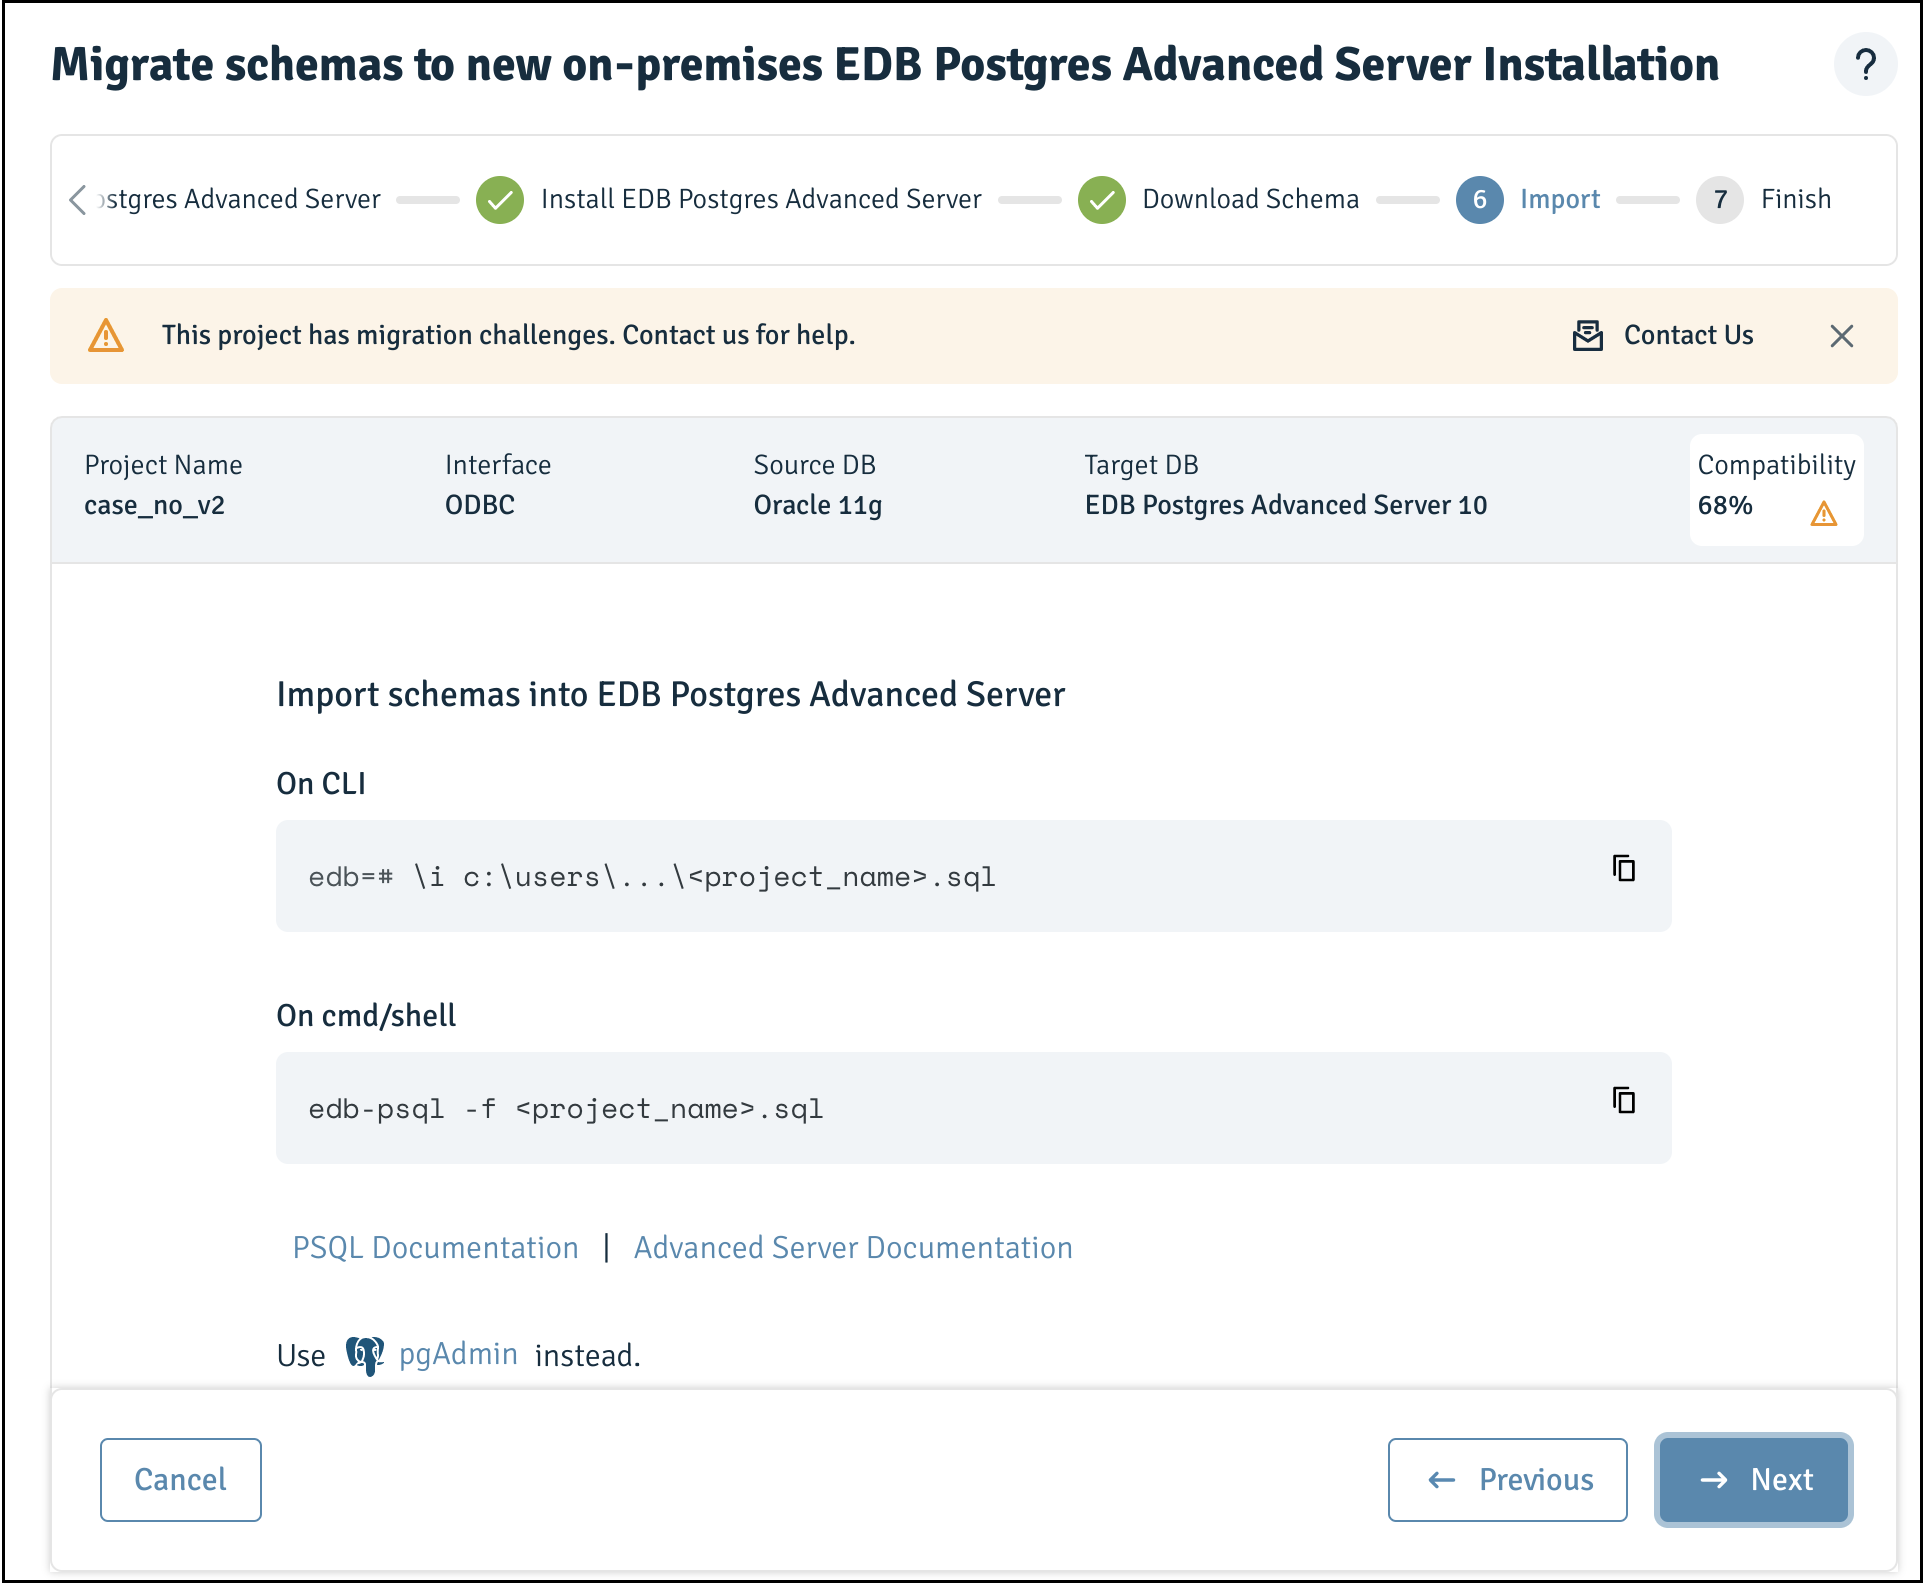 Migrate schemas to new on-premises EDB Postgres Advanced Server Installation
?
stgres Advanced Server
Install EDB Postgres Advanced Server
Download Schema
6 Import
7 Finish
This project has migration challenges. Contact us for help.
Contact Us
Project Name
case_no_v2
Interface
ODBC
Source DB
Oracle 11g
Target DB
EDB Postgres Advanced Server 10
Compatibility
68%
Import schemas into EDB Postgres Advanced Server
On CLI
edb=# \i c:\users\...\<project_name>.sql
On cmd/shell
edb-psql -f <project_name>.sql
PSQL Documentation | Advanced Server Documentation
Use pgAdmin instead.
Cancel
← Previous
→ Next